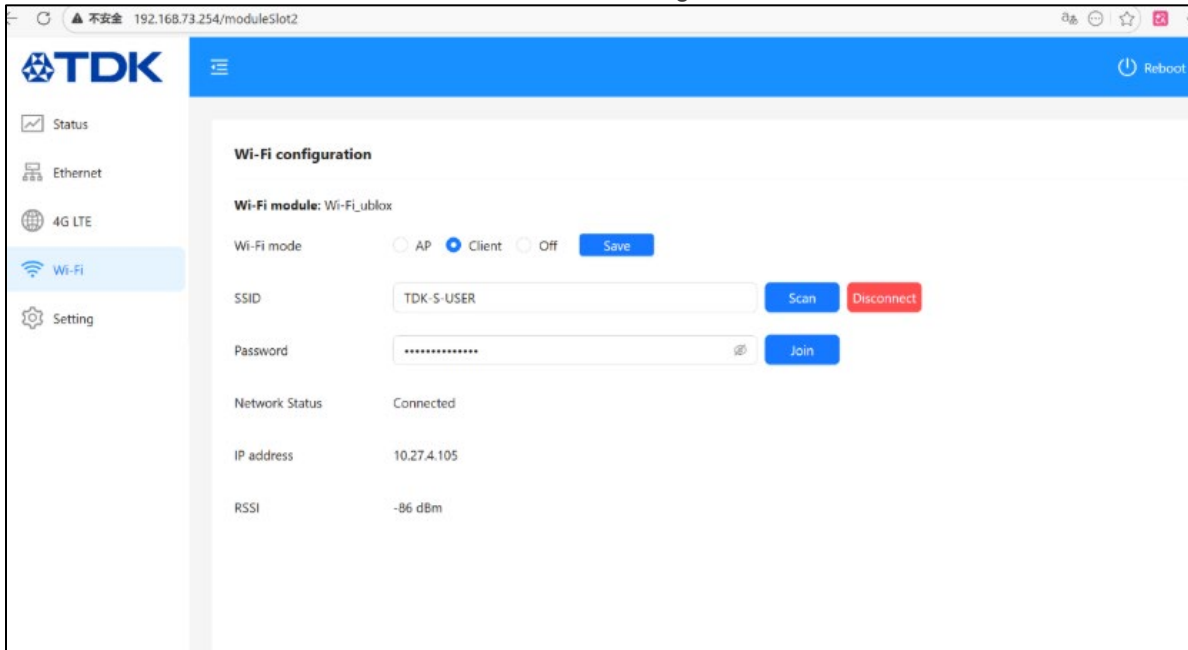 不安全 192.168.73.254/moduleSlot2
TDK
Reboot
Status
Ethernet
4G LTE
Wi-Fi
Setting
Wi-Fi configuration
Wi-Fi module: Wi-Fi_ublox
Wi-Fi mode AP Client Off Save
SSID TDK-S-USER Scan Disconnect
Password •••••••••••••• Join
Network Status Connected
IP address 10.27.4.105
RSSI -86 dBm